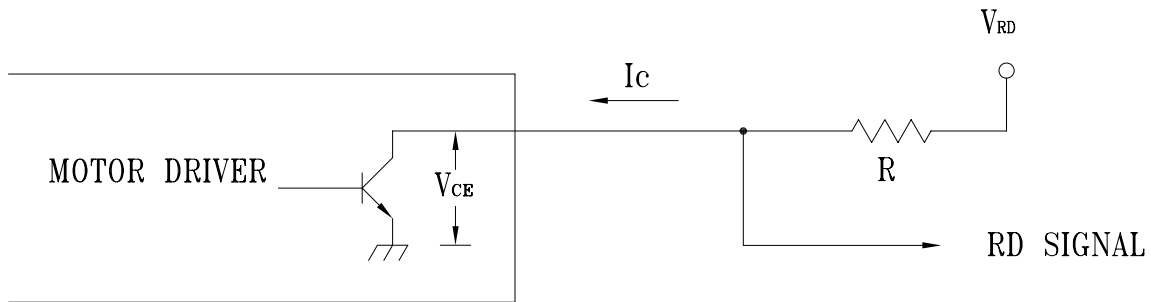 VRD
Ic
MOTOR DRIVER
VCE
R
RD SIGNAL